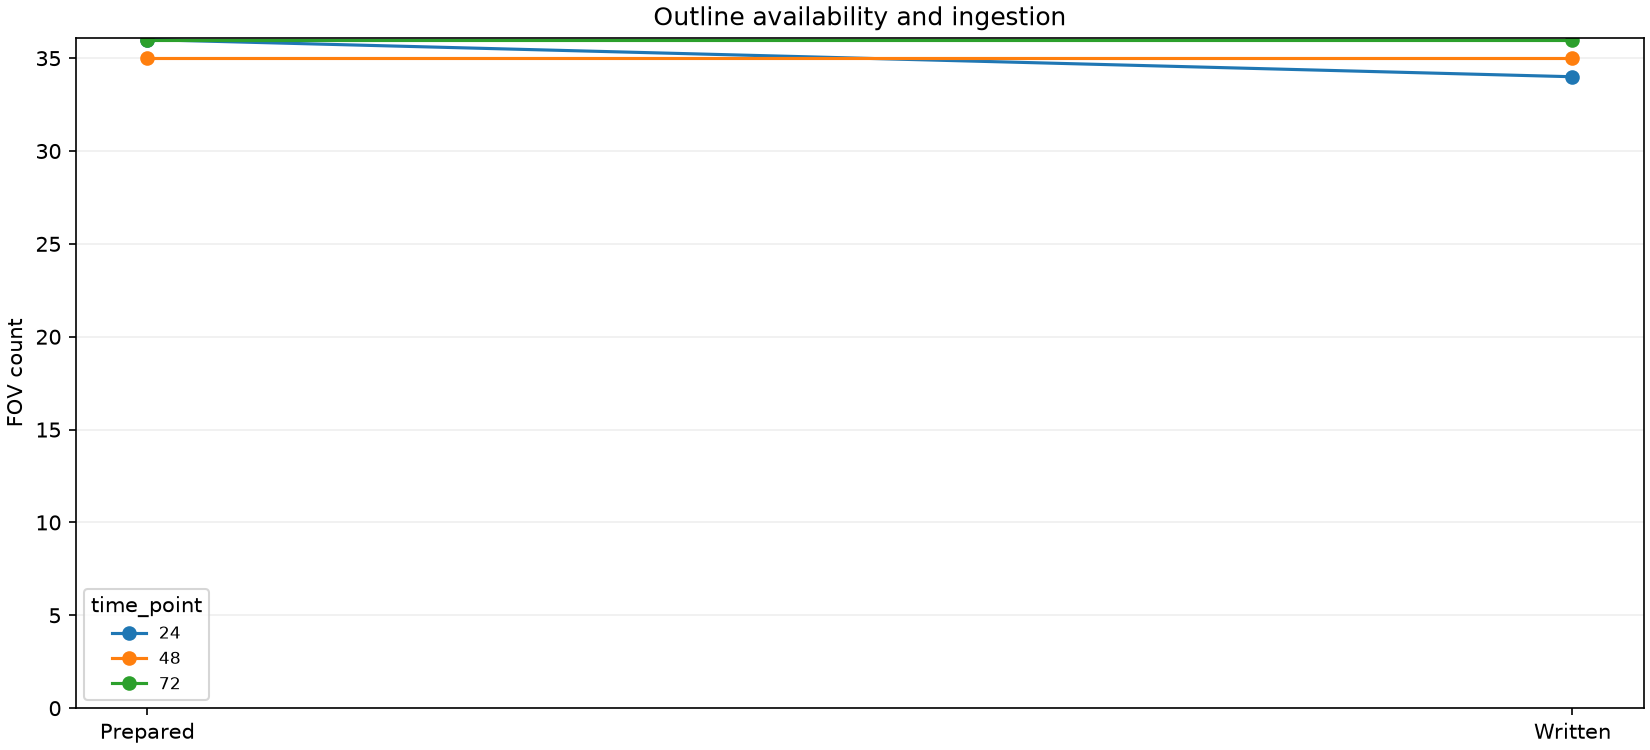 Outline availability and ingestion
FOV count
35
30
25
20
15
10
5
0
time_point
24
48
72
Prepared
Written